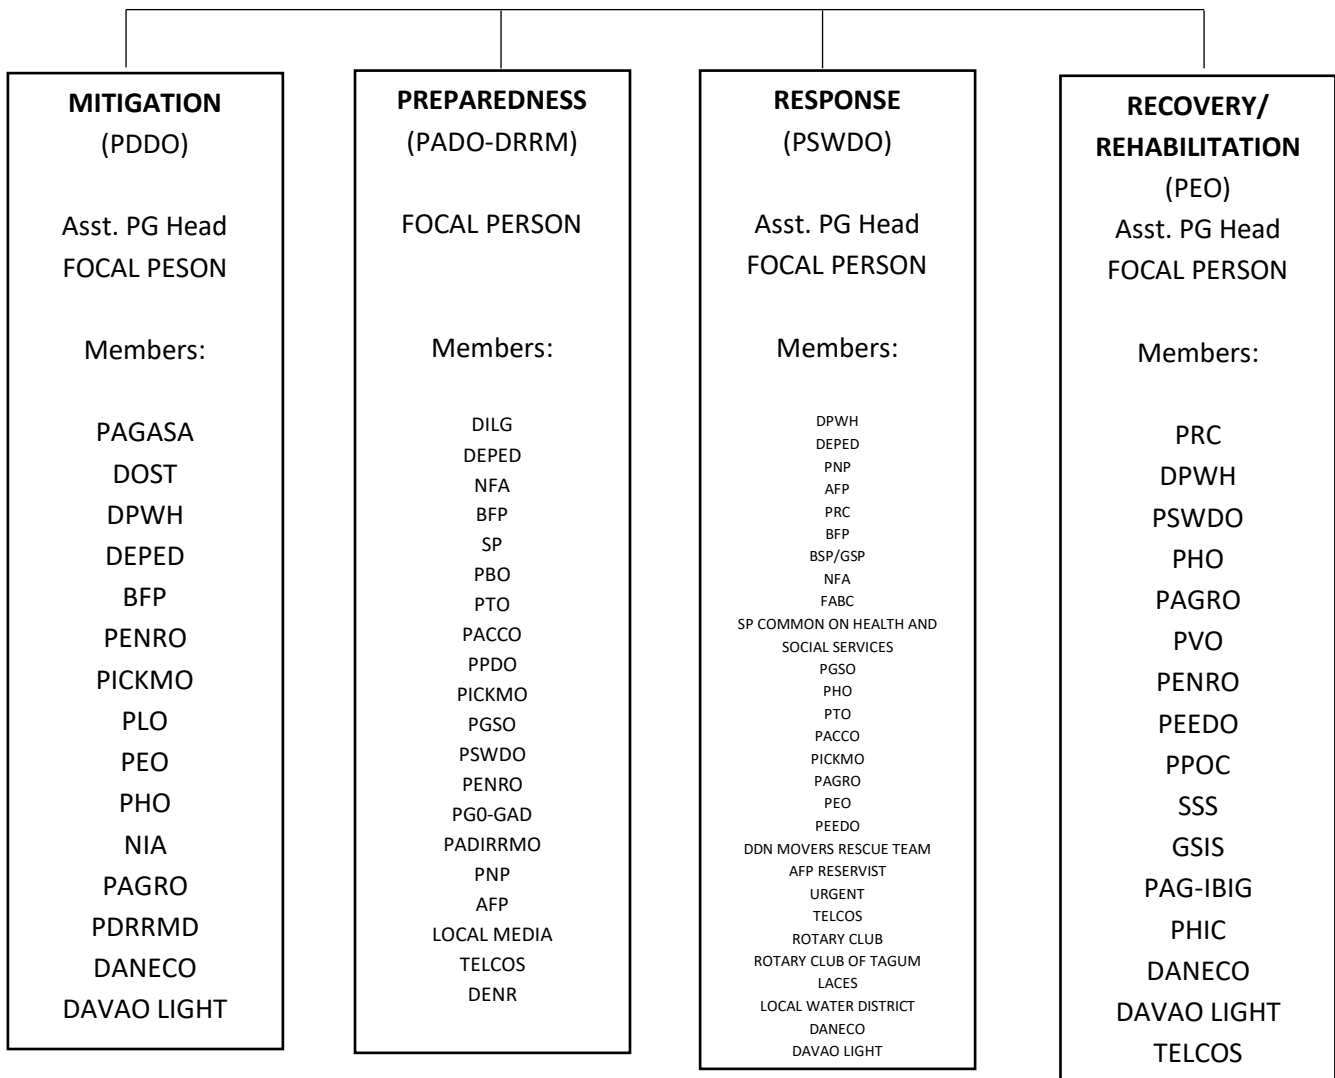 MITIGATION
(PDDO)
Asst. PG Head
FOCAL PESON
Members:
PAGASA
DOST
DPWH
DEPED
BFP
PENRO
PICKMO
PLO
PEO
PHO
NIA
PAGRO
PDRRMD
DANECO
DAVAO LIGHT
PREPAREDNESS
(PADO-DRRM)
FOCAL PERSON
Members:
DILG
DEPED
NFA
BFP
SP
PBO
PTO
PACCO
PPDO
PICKMO
PGSO
PSWDO
PENRO
PG0-GAD
PADIRRMO
PNP
AFP
LOCAL MEDIA
TELCOS
DENR
RESPONSE
(PSWDO)
Asst. PG Head
FOCAL PERSON
Members:
DPWH
DEPED
PNP
AFP
PRC
BFP
BSP/GSP
NFA
FABC
SP COMMON ON HEALTH AND
SOCIAL SERVICES
PGSO
PHO
PTO
PACCO
PICKMO
PAGRO
PEO
PEEDO
DDN MOVERS RESCUE TEAM
AFP RESERVIST
URGENT
TELCOS
ROTARY CLUB
ROTARY CLUB OF TAGUM
LACES
LOCAL WATER DISTRICT
DANECO
DAVAO LIGHT
RECOVERY/
REHABILITATION
(PEO)
Asst. PG Head
FOCAL PERSON
Members:
PRC
DPWH
PSWDO
PHO
PAGRO
PVO
PENRO
PEEDO
PPOC
SSS
GSIS
PAG-IBIG
PHIC
DANECO
DAVAO LIGHT
TELCOS